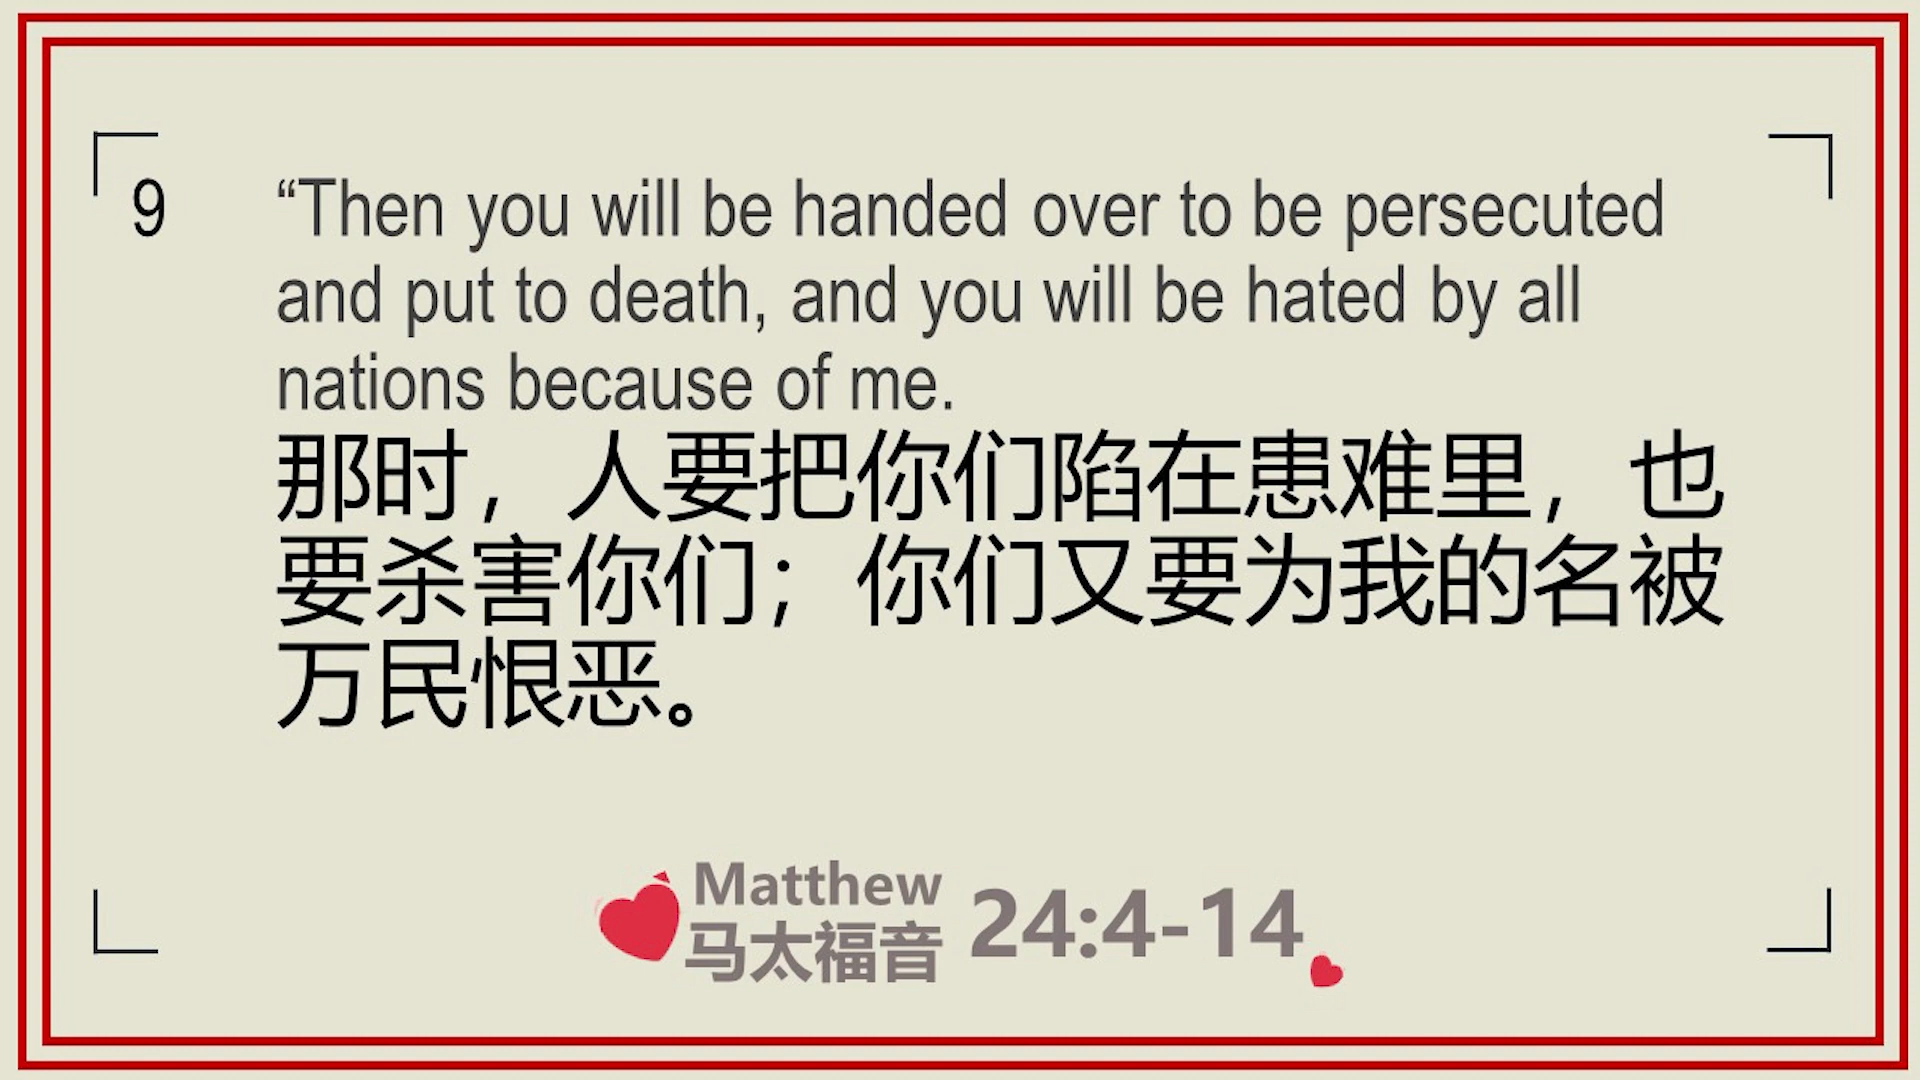 9
“Then you will be handed over to be persecuted
and put to death, and you will be hated by all
nations because of me.
那时，人要把你们陷在患难里，也
要杀害你们；你们又要为我的名被
万民恨恶。
Matthew
马太福音
24:4-14